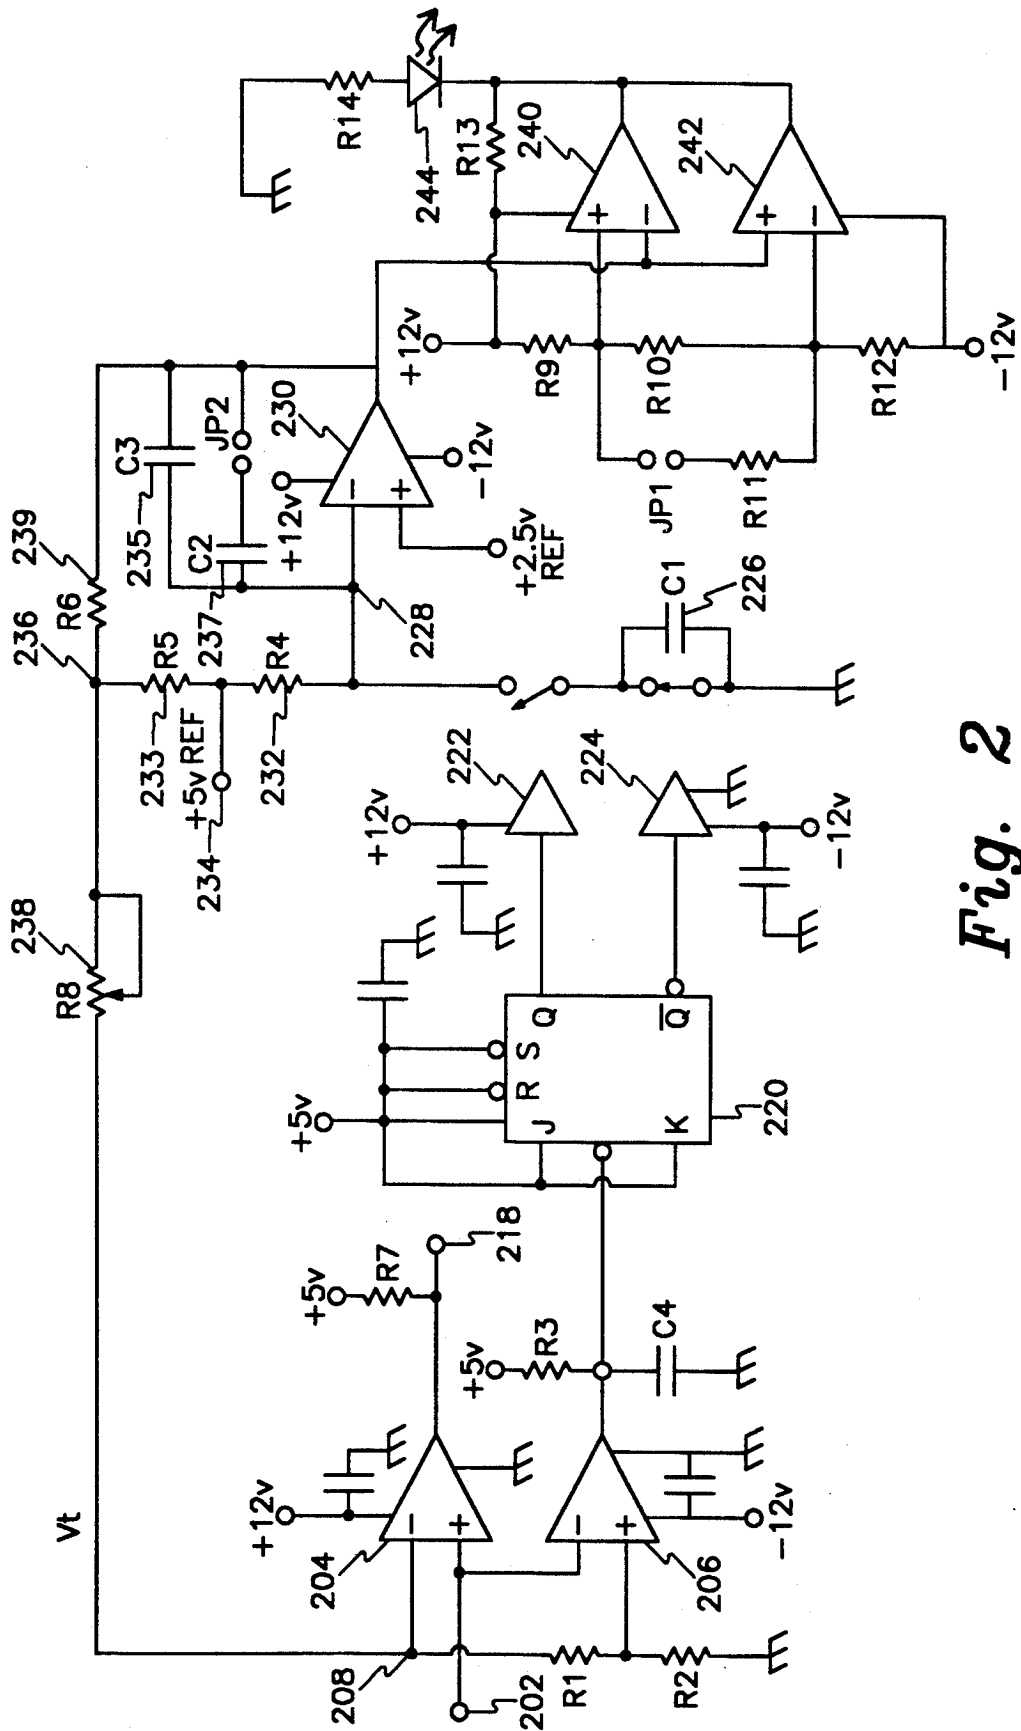 Vt
R8
238
236
R6
239
C3
235
JP2
C2
237
R5
233
+5v REF
234
R4
232
228
+12v
230
-12v
+2.5v
REF
R14
244
R13
240
242
+12v
R9
R10
R12
-12v
JP1
R11
C1
226
208
202
R1
R2
+12v
204
−
+
−
+
206
-12v
+5v
R7
218
+5v
R3
C4
+5v
J
R
S
Q
K
Q̅
220
+12v
222
224
-12v
−
+
+
−
+
−
Fig. 2